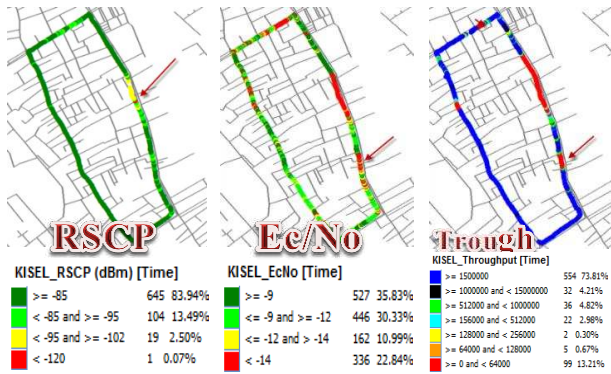 RSCP
Ec/No
Trough
KISEL_RSCP (dBm) [Time]
>= -85 645 83.94%
< -85 and >= -95 104 13.49%
< -95 and >= -102 19 2.50%
< -120 1 0.07%
KISEL_EcNo [Time]
>= -9 527 35.83%
<= -9 and >= -12 446 30.33%
<= -12 and > -14 162 10.99%
< -14 336 22.84%
KISEL_Throughput [Time]
>= 1500000 554 73.81%
>= 1000000 and < 15000000 32 4.21%
>= 512000 and < 1000000 36 4.82%
>= 156000 and < 512000 22 2.98%
>= 128000 and < 256000 2 0.30%
>= 64000 and < 128000 5 0.67%
>= 0 and < 64000 99 13.21%